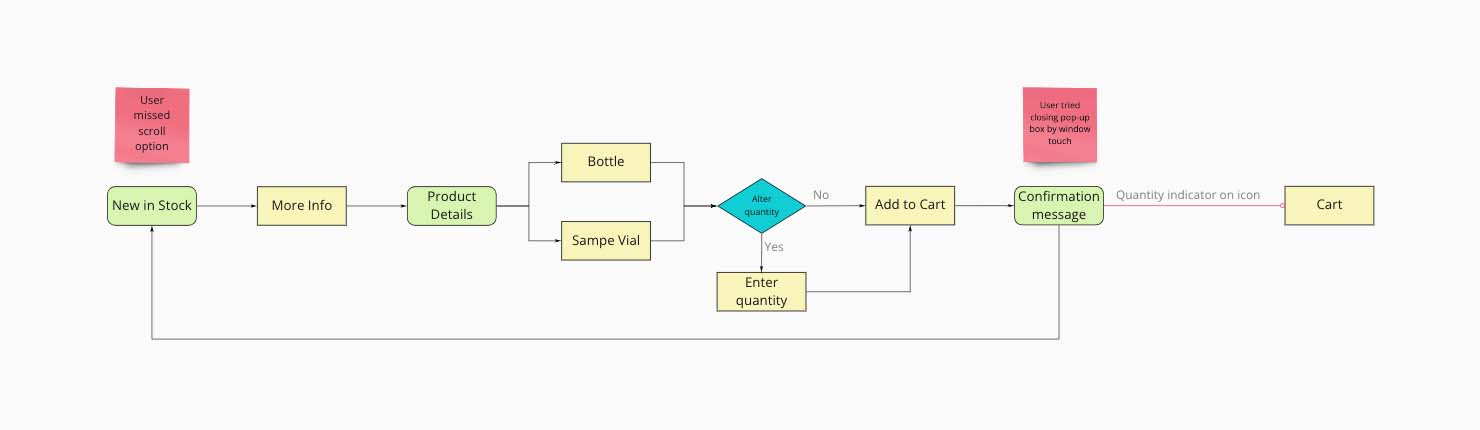 User
missed
scroll
option
User tried
closing pop-up
box by window
touch
New in Stock
More Info
Product
Details
Bottle
Sampe Vial
Alter
quantity
No
Yes
Enter
quantity
Add to Cart
Confirmation
message
Quantity indicator on icon
Cart